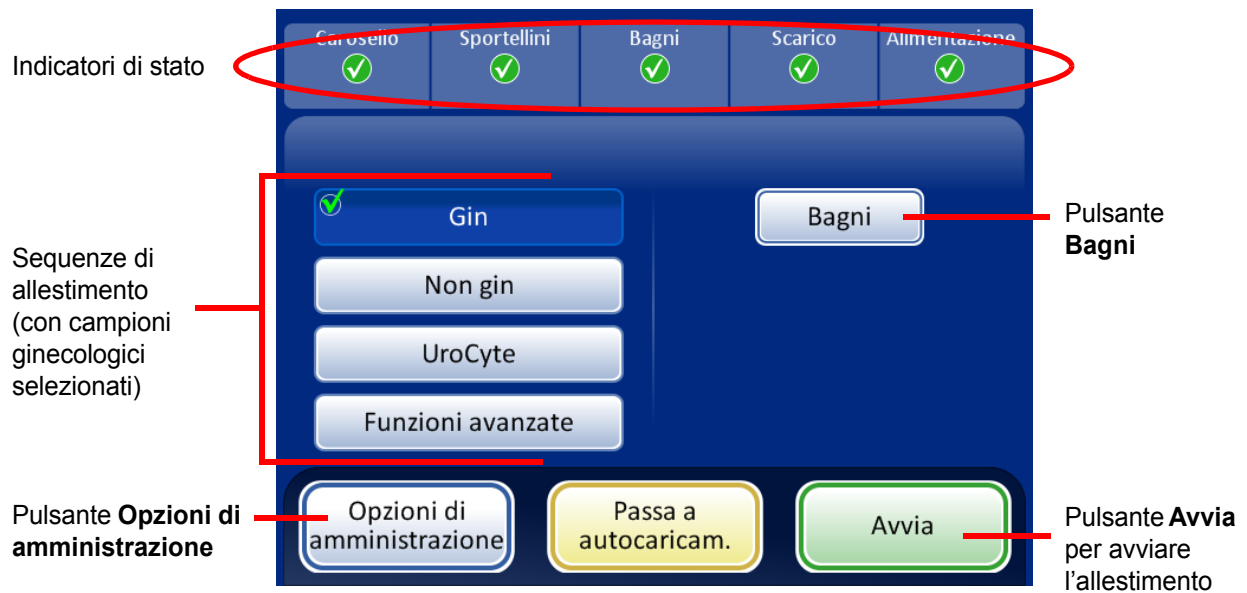 Indicatori di stato
Carosello
Sportellini
Bagni
Scarico
Alimentazione
Gin
Non gin
UroCyte
Funzioni avanzate
Bagni
Pulsante
Bagni
Sequenze di
allestimento
(con campioni
ginecologici
selezionati)
Pulsante Opzioni di
amministrazione
Opzioni di
amministrazione
Passa a
autocaricam.
Avvia
Pulsante Avvia
per avviare
l’allestimento